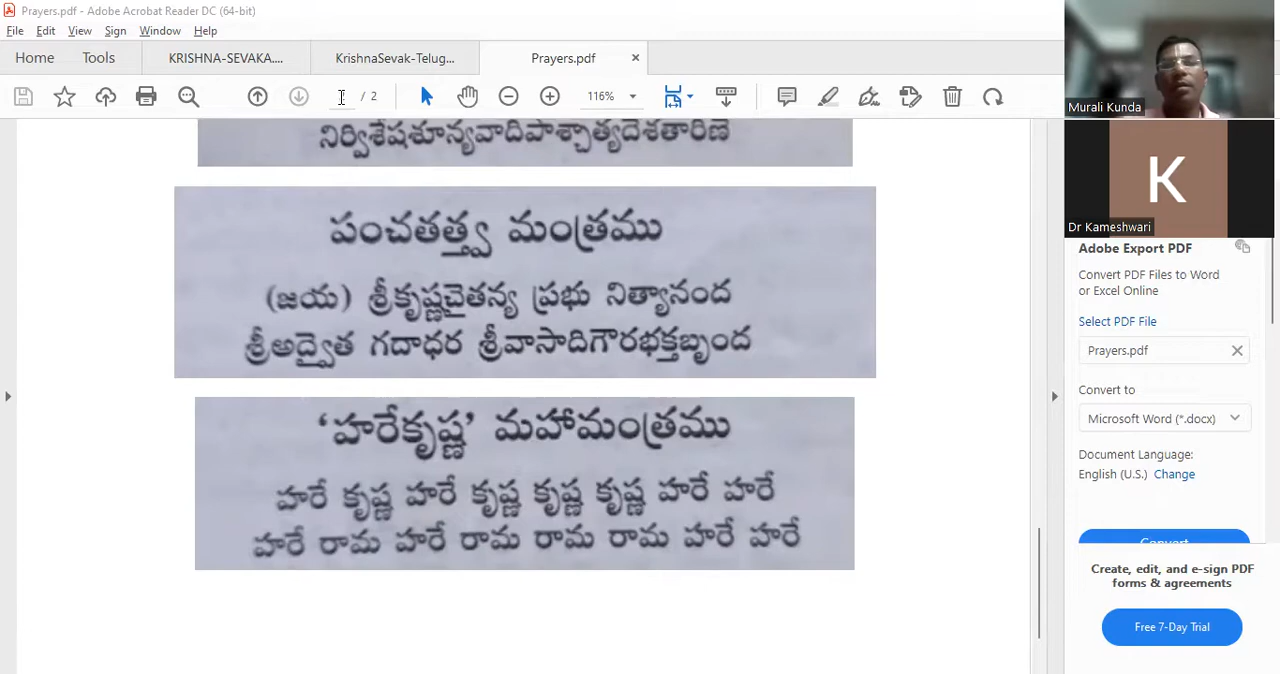 Prayers.pdf - Adobe Acrobat Reader DC (64-bit)
File Edit View Sign Window Help
Home Tools KRISHNA-SEVAKA.... KrishnaSevak-Telug... Prayers.pdf
/ 2 116%
నిర్విశేషశూన్యవాదిపాశ్చాత్యదేశతారిణే
పంచతత్త్వ మంత్రము
(జయ) శ్రీకృష్ణచైతన్య ప్రభు నిత్యానంద
శ్రీఅద్వైత గదాధర శ్రీవాసాదిగౌరభక్తబృంద
‘హరేకృష్ణ’ మహామంత్రము
హరే కృష్ణ హరే కృష్ణ కృష్ణ కృష్ణ హరే హరే
హరే రామ హరే రామ రామ రామ హరే హరే
Murali Kunda
K
Dr Kameshwari
Adobe Export PDF
Convert PDF Files to Word
or Excel Online
Select PDF File
Prayers.pdf
Convert to
Microsoft Word (*.docx)
Document Language:
English (U.S.) Change
Convert
Create, edit, and e-sign PDF
forms & agreements
Free 7-Day Trial